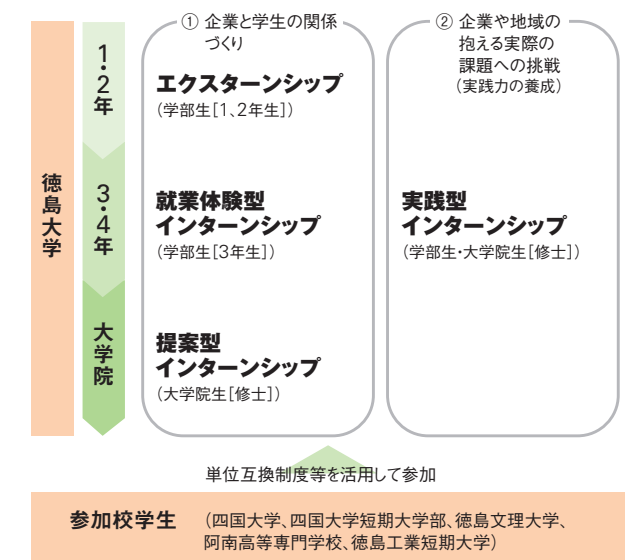 徳島大学
1・2年
3・4年
大学院
① 企業と学生の関係
づくり
エクスターンシップ
(学部生[1、2年生])
就業体験型
インターンシップ
(学部生[3年生])
提案型
インターンシップ
(大学院生[修士])
② 企業や地域の
抱える実際の
課題への挑戦
(実践力の養成)
実践型
インターンシップ
(学部生・大学院生[修士])
単位互換制度等を活用して参加
参加校学生 (四国大学、四国大学短期大学部、徳島文理大学、
阿南高等専門学校、徳島工業短期大学)